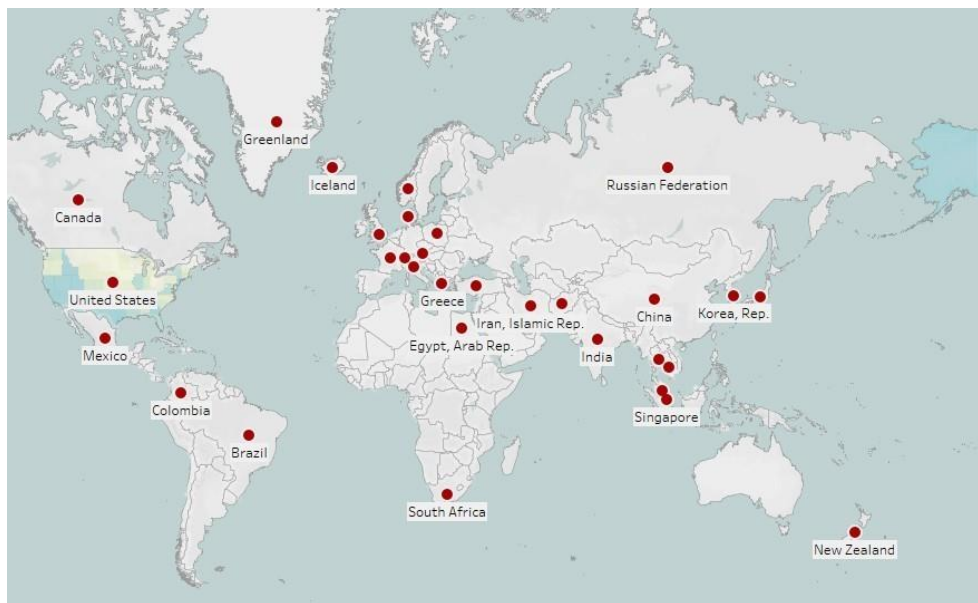 Greenland
Iceland
Russian Federation
Canada
United States
Greece
Iran, Islamic Rep.
China
Korea, Rep.
Egypt, Arab Rep.
India
Mexico
Colombia
Singapore
Brazil
South Africa
New Zealand